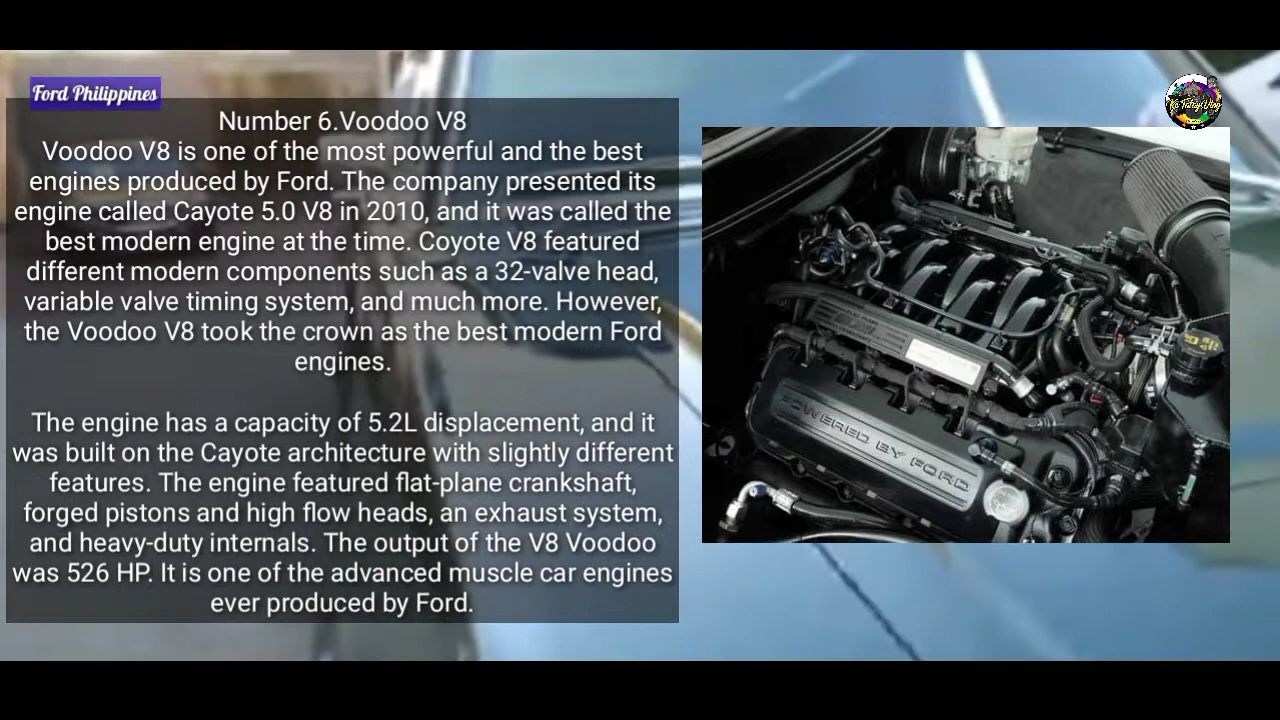 Ford Philippines
Number 6.Voodoo V8
Voodoo V8 is one of the most powerful and the best
engines produced by Ford. The company presented its
engine called Cayote 5.0 V8 in 2010, and it was called the
best modern engine at the time. Coyote V8 featured
different modern components such as a 32-valve head,
variable valve timing system, and much more. However,
the Voodoo V8 took the crown as the best modern Ford
engines.
The engine has a capacity of 5.2L displacement, and it
was built on the Cayote architecture with slightly different
features. The engine featured flat-plane crankshaft,
forged pistons and high flow heads, an exhaust system,
and heavy-duty internals. The output of the V8 Voodoo
was 526 HP. It is one of the advanced muscle car engines
ever produced by Ford.
POWERED BY FORD